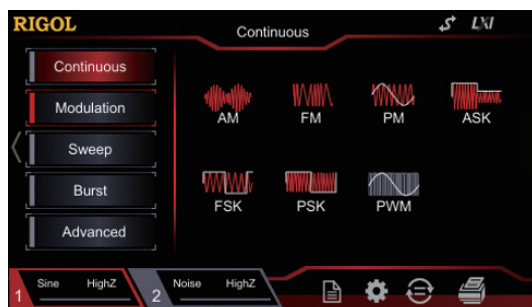 RIGOL
Continuous
LXI
Continuous
Modulation
Sweep
Burst
Advanced
AM
FM
PM
ASK
FSK
PSK
PWM
1
Sine
HighZ
2
Noise
HighZ